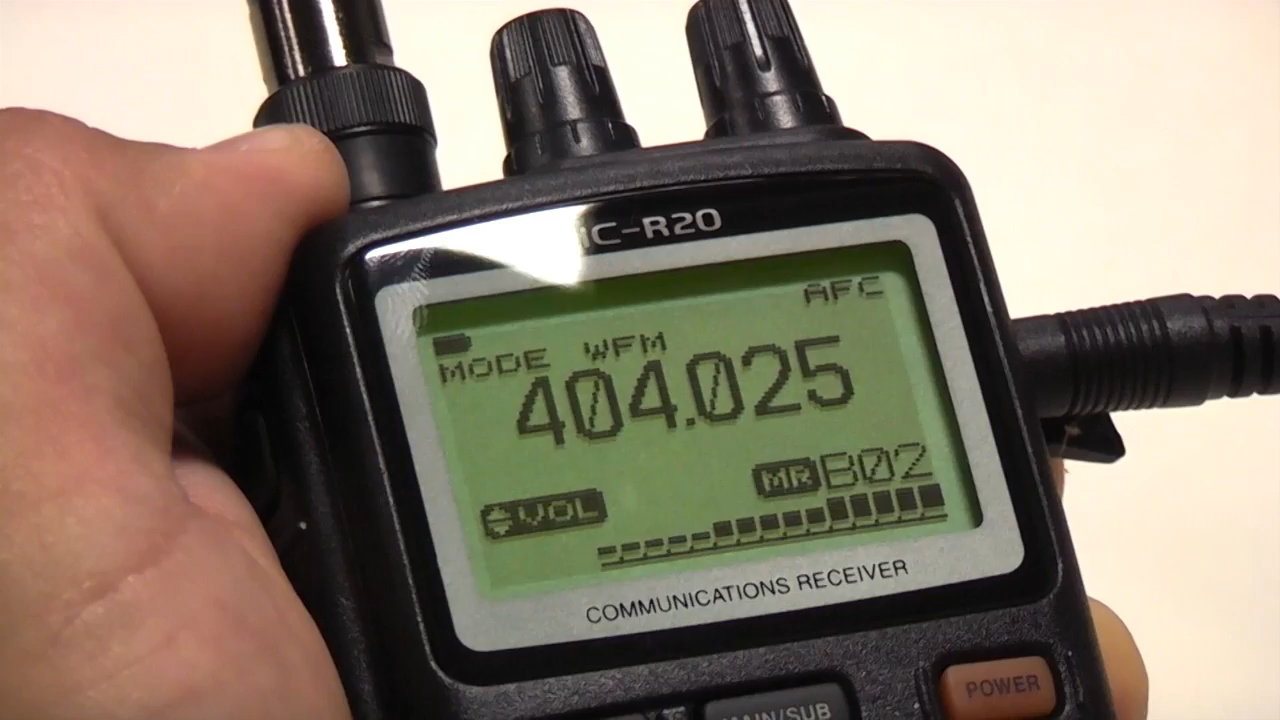 IC-R20
AFC
MODE WFM
404.025
MR B02
VOL
COMMUNICATIONS RECEIVER
POWER
MAIN/SUB